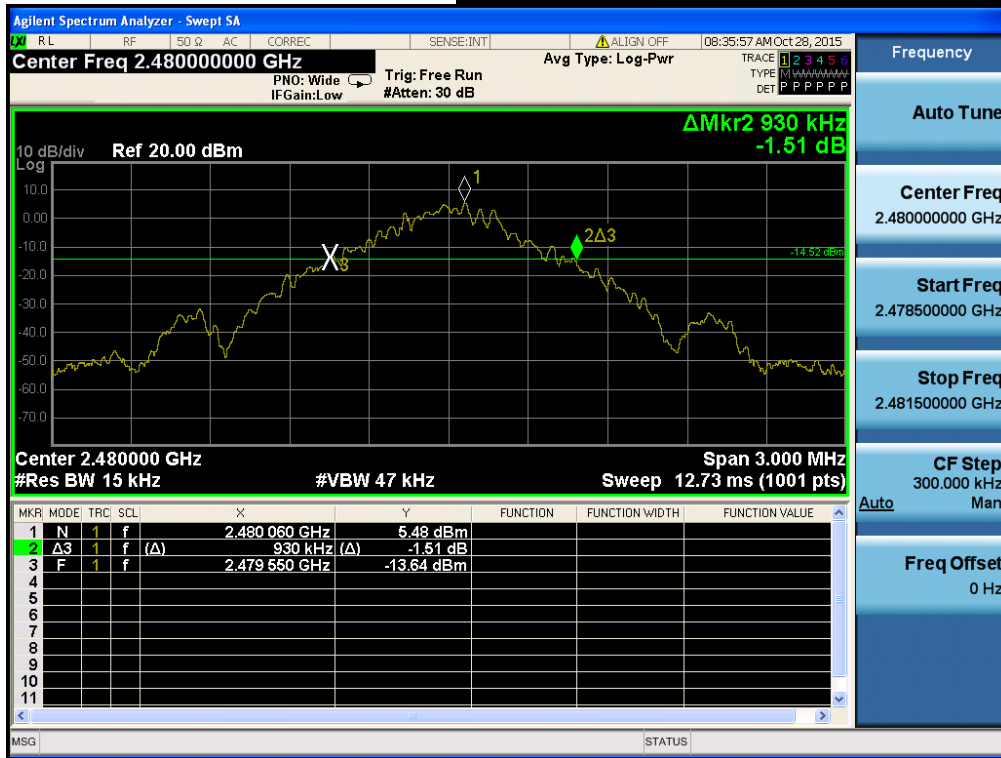 Agilent Spectrum Analyzer - Swept SA
LXI RL RF 50 Ω AC CORREC SENSE:INT ALIGN OFF 08:35:57 AM Oct 28, 2015
Center Freq 2.480000000 GHz
PNO: Wide
IFGain:Low
Trig: Free Run
#Atten: 30 dB
Avg Type: Log-Pwr
TRACE 1 2 3 4 5 6
TYPE M WWWWW
DET P P P P P P
ΔMkr2 930 kHz
-1.51 dB
10 dB/div Ref 20.00 dBm
Log
10.0
0.00
-10.0
-20.0
-30.0
-40.0
-50.0
-60.0
-70.0
1
2Δ3
3
-14.52 dBm
Center 2.480000 GHz Span 3.000 MHz
#Res BW 15 kHz #VBW 47 kHz Sweep 12.73 ms (1001 pts)
MKR MODE TRC SCL X Y FUNCTION FUNCTION WIDTH FUNCTION VALUE
1 N 1 f 2.480 060 GHz 5.48 dBm
2 Δ3 1 f (Δ) 930 kHz (Δ) -1.51 dB
3 F 1 f 2.479 550 GHz -13.64 dBm
4
5
6
7
8
9
10
11
MSG STATUS
Frequency
Auto Tune
Center Freq
2.480000000 GHz
Start Freq
2.478500000 GHz
Stop Freq
2.481500000 GHz
CF Step
300.000 kHz
Auto Man
Freq Offset
0 Hz